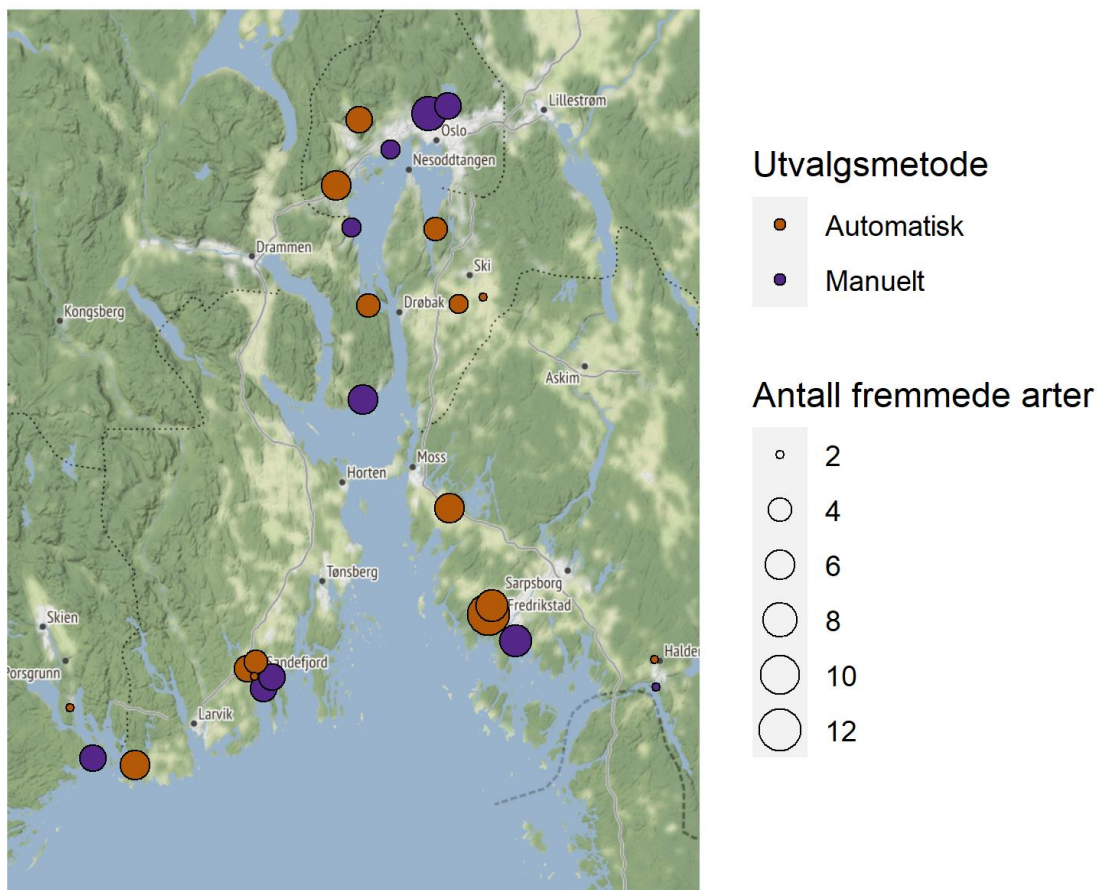 Lillestrøm
Oslo
Nesoddtangen
Drammen
Ski
Drøbak
Kongsberg
Askim
Moss
Horten
Tønsberg
Sarpsborg
Fredrikstad
Skien
Sandefjord
Halden
Porsgrunn
Larvik
Utvalgsmetode
Automatisk
Manuelt
Antall fremmede arter
2
4
6
8
10
12